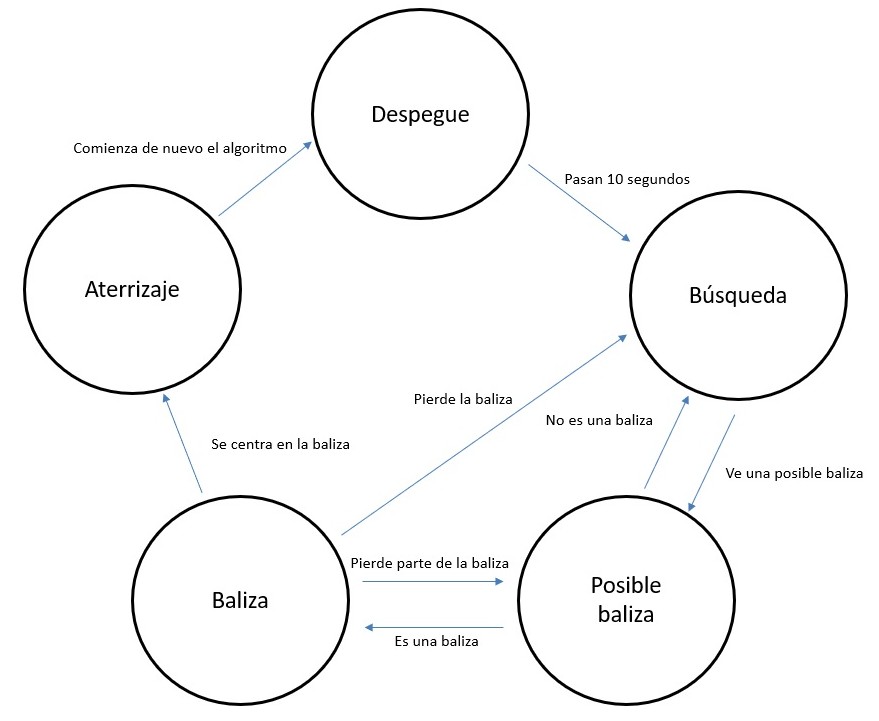 Despegue
Comienza de nuevo el algoritmo
Pasan 10 segundos
Aterrizaje
Búsqueda
Pierde la baliza
No es una baliza
Se centra en la baliza
Ve una posible baliza
Pierde parte de la baliza
Baliza
Posible
baliza
Es una baliza